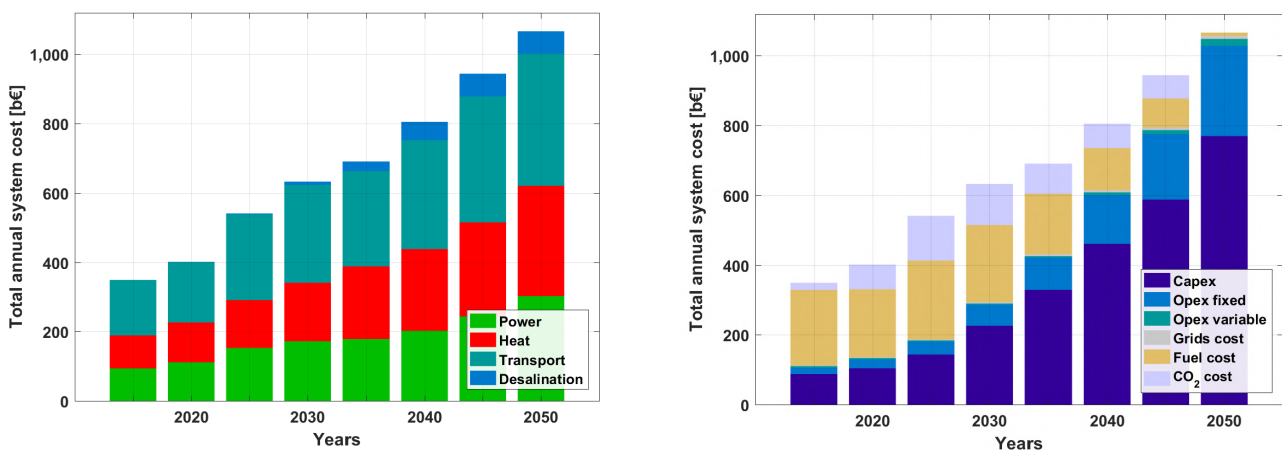 Total annual system cost [b€]
1,000
800
600
400
200
0
2020
2030
2040
2050
Years
Power
Heat
Transport
Desalination
Total annual system cost [b€]
1,000
800
600
400
200
0
2020
2030
2040
2050
Years
Capex
Opex fixed
Opex variable
Grids cost
Fuel cost
CO₂ cost